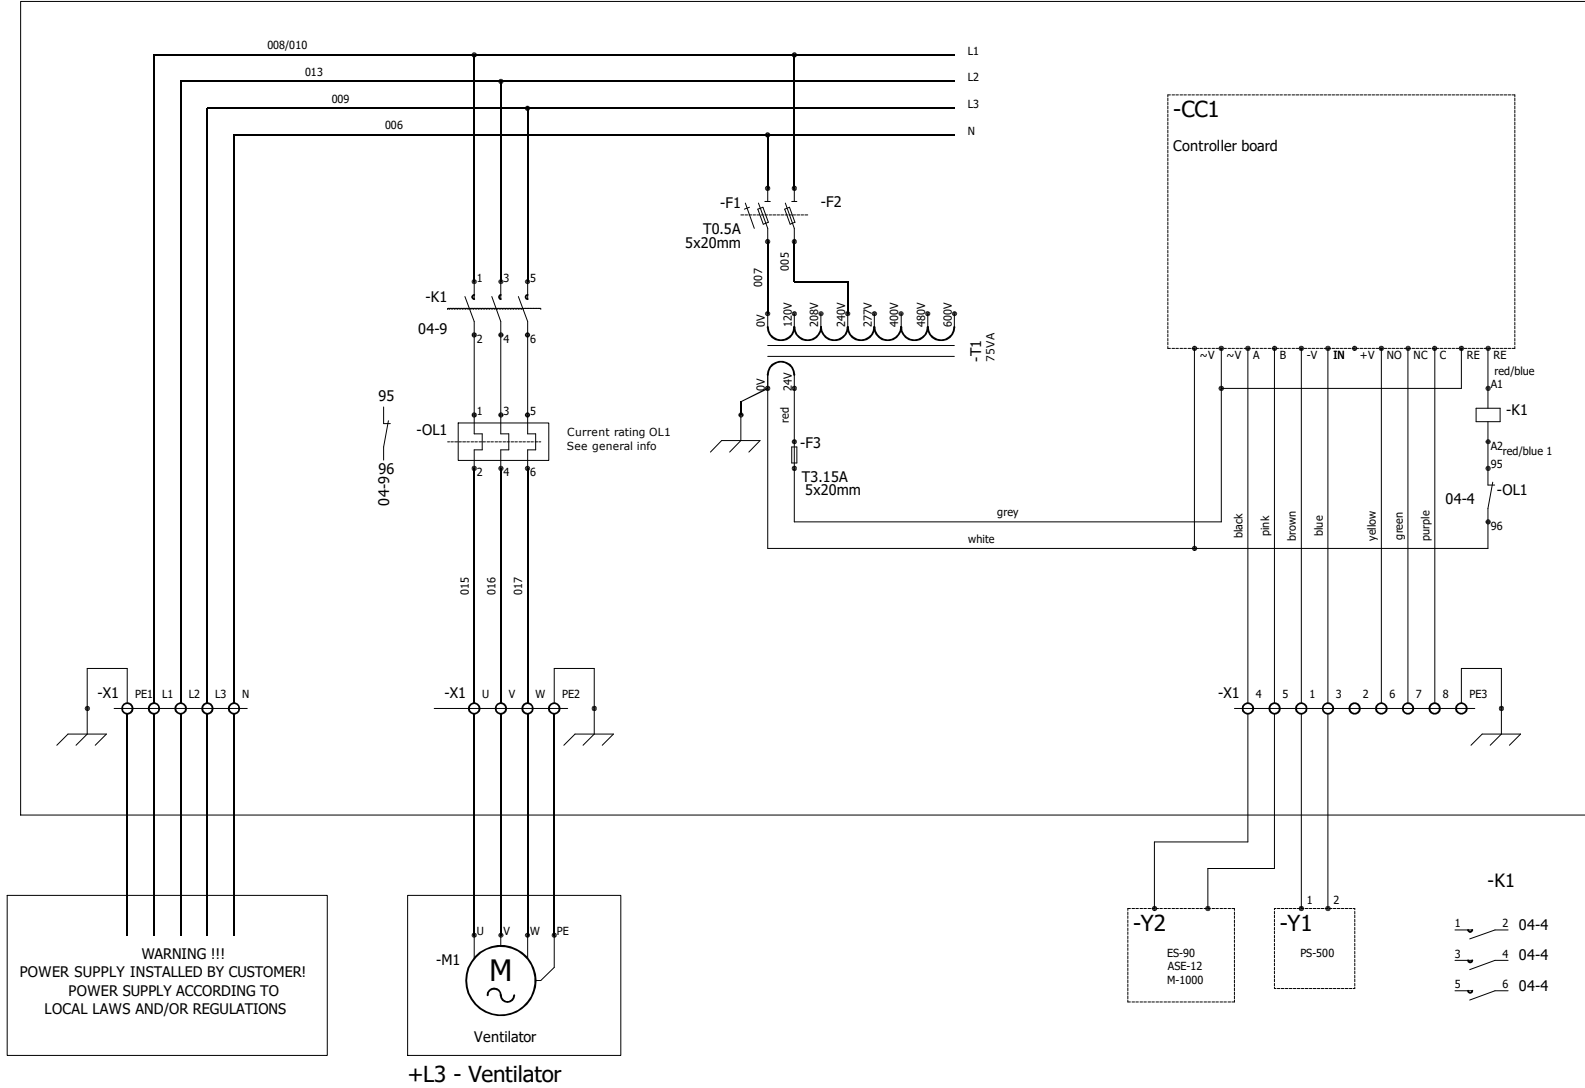 008/010
L1
013
L2
009
L3
006
N
-CC1
Controller board
-F1
-F2
T0.5A
5x20mm
007
005
1
3
5
-K1
04-9
2
4
6
0V
120V
208V
240V
277V
400V
480V
600V
-T1
75VA
0V
24V
red
~V
~V
A
B
-V
IN
+V
NO
NC
C
RE
RE
red/blue
A1
-K1
A2
red/blue 1
95
-OL1
04-4
96
95
96
04-9
1
3
5
-OL1
2
4
6
Current rating OL1
See general info
-F3
T3.15A
5x20mm
grey
white
black
pink
brown
blue
yellow
green
purple
015
016
017
-X1 PE1 L1 L2 L3 N
-X1 U V W PE2
-X1 4 5 1 3 2 6 7 8 PE3
WARNING !!!
POWER SUPPLY INSTALLED BY CUSTOMER!
POWER SUPPLY ACCORDING TO
LOCAL LAWS AND/OR REGULATIONS
U V W PE
-M1
M
Ventilator
+L3 - Ventilator
-Y2
ES-90
ASE-12
M-1000
1 2
-Y1
PS-500
-K1
1 2 04-4
3 4 04-4
5 6 04-4